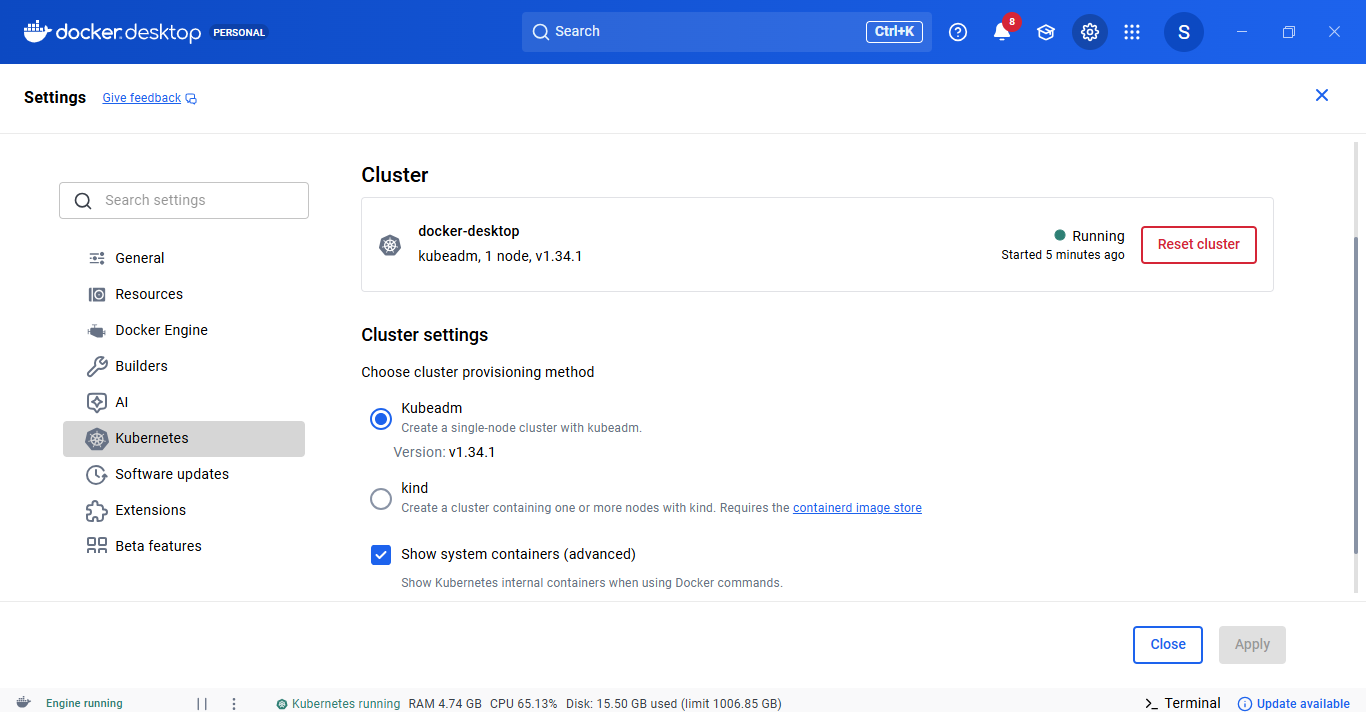 docker.desktop PERSONAL
Search Ctrl+K
8
S
Settings Give feedback
Cluster
Search settings
docker-desktop
kubeadm, 1 node, v1.34.1
Running
Started 5 minutes ago
Reset cluster
General
Resources
Docker Engine
Builders
AI
Kubernetes
Software updates
Extensions
Beta features
Cluster settings
Choose cluster provisioning method
Kubeadm
Create a single-node cluster with kubeadm.
Version: v1.34.1
kind
Create a cluster containing one or more nodes with kind. Requires the containerd image store
Show system containers (advanced)
Show Kubernetes internal containers when using Docker commands.
Close Apply
Engine running Kubernetes running RAM 4.74 GB CPU 65.13% Disk: 15.50 GB used (limit 1006.85 GB) Terminal Update available